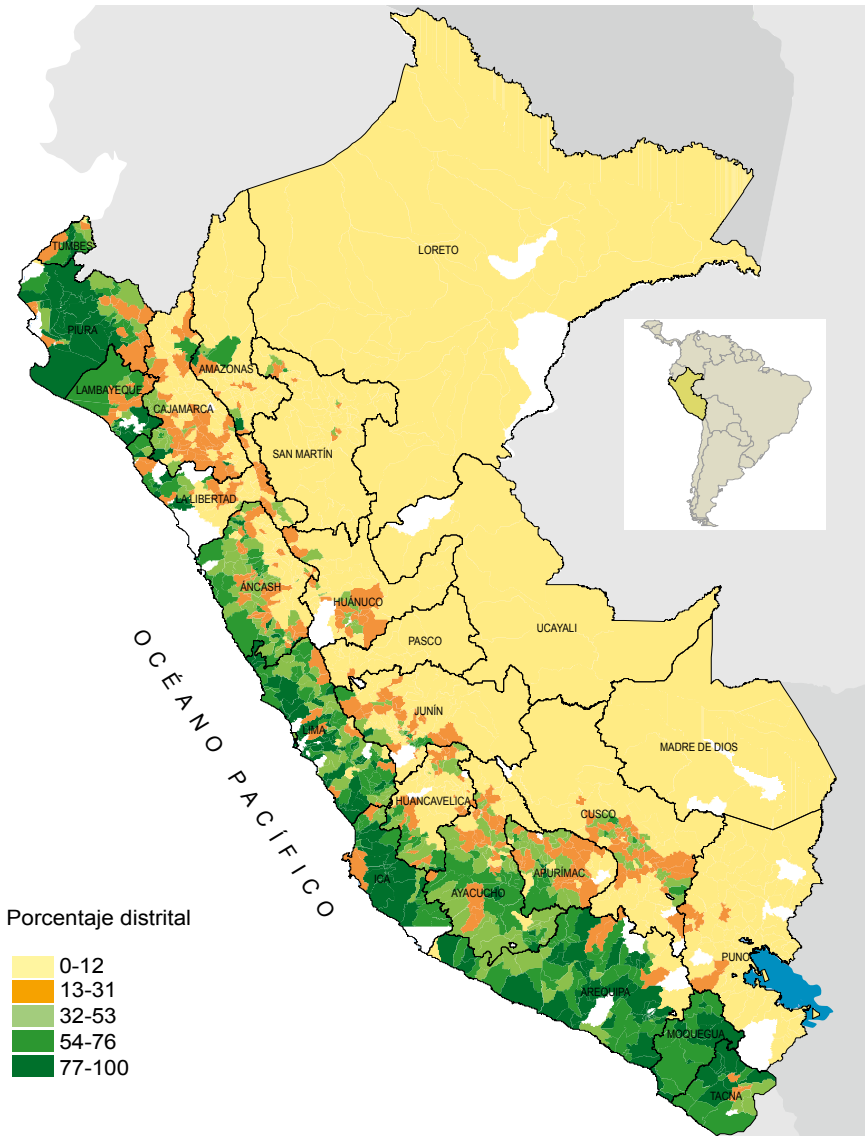 LORETO
TUMBES
PIURA
LAMBAYEQUE
AMAZONAS
CAJAMARCA
SAN MARTÍN
LA LIBERTAD
ÁNCASH
HUÁNUCO
UCAYALI
PASCO
JUNÍN
LIMA
MADRE DE DIOS
HUANCAVELICA
CUSCO
ICA
AYACUCHO
APURÍMAC
PUNO
AREQUIPA
MOQUEGUA
TACNA
OCÉANO PACÍFICO
Porcentaje distrital
0-12
13-31
32-53
54-76
77-100